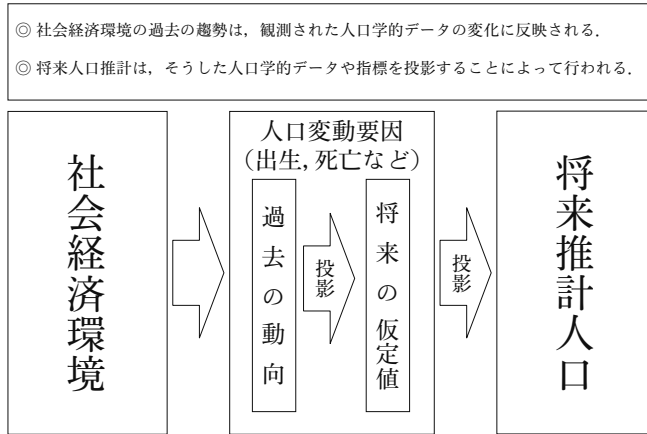 ◎ 社会経済環境の過去の趨勢は，観測された人口学的データの変化に反映される．
◎ 将来人口推計は，そうした人口学的データや指標を投影することによって行われる．
社会経済環境
人口変動要因
（出生，死亡など）
過去の動向
投影
将来の仮定値
投影
将来推計人口